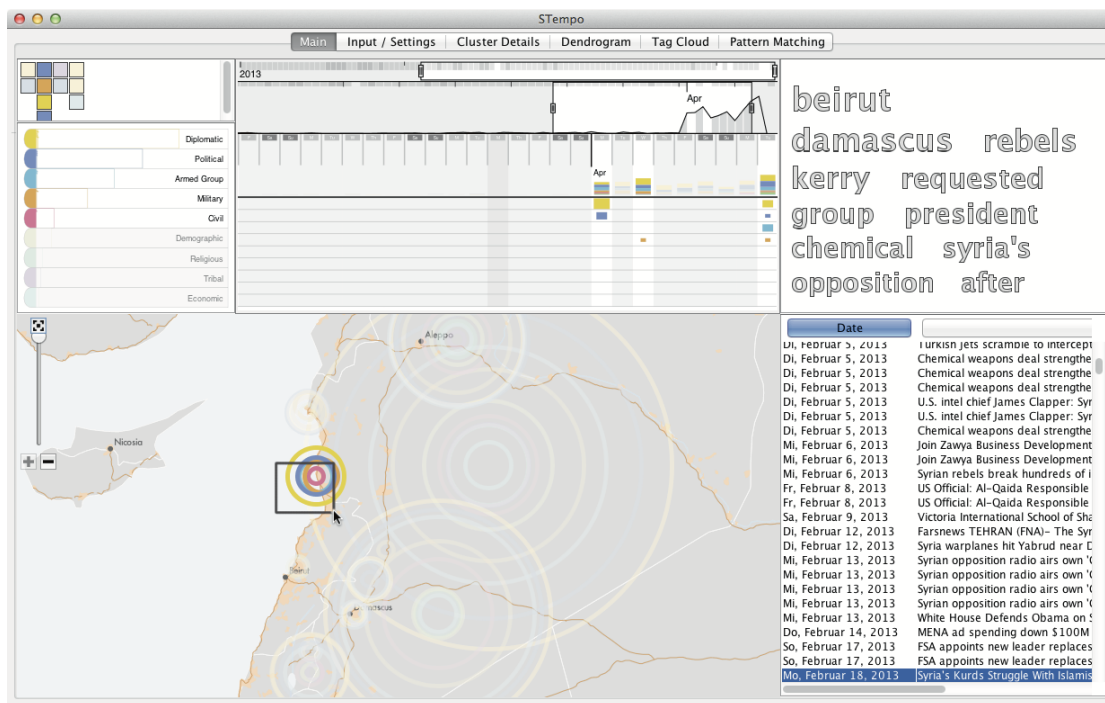 STempo
Main Input / Settings Cluster Details Dendrogram Tag Cloud Pattern Matching
2013
Apr
Apr
Diplomatic
Political
Armed Group
Military
Civil
Demographic
Religious
Tribal
Economic
beirut
damascus rebels
kerry requested
group president
chemical syria's
opposition after
Aleppo
Nicosia
Beirut
Damascus
Date
Di, Februar 5, 2013 Turkish jets scramble to intercept
Di, Februar 5, 2013 Chemical weapons deal strengthe
Di, Februar 5, 2013 Chemical weapons deal strengthe
Di, Februar 5, 2013 Chemical weapons deal strengthe
Di, Februar 5, 2013 U.S. intel chief James Clapper: Syr
Di, Februar 5, 2013 U.S. intel chief James Clapper: Syr
Di, Februar 5, 2013 Chemical weapons deal strengthe
Mi, Februar 6, 2013 Join Zawya Business Development
Mi, Februar 6, 2013 Join Zawya Business Development
Mi, Februar 6, 2013 Syrian rebels break hundreds of i
Fr, Februar 8, 2013 US Official: Al-Qaida Responsible
Fr, Februar 8, 2013 US Official: Al-Qaida Responsible
Sa, Februar 9, 2013 Victoria International School of Sha
Di, Februar 12, 2013 Farsnews TEHRAN (FNA)- The Syr
Di, Februar 12, 2013 Syria warplanes hit Yabrud near D
Mi, Februar 13, 2013 Syrian opposition radio airs own '
Mi, Februar 13, 2013 Syrian opposition radio airs own '
Mi, Februar 13, 2013 Syrian opposition radio airs own '
Mi, Februar 13, 2013 Syrian opposition radio airs own '
Mi, Februar 13, 2013 White House Defends Obama on S
Do, Februar 14, 2013 MENA ad spending down $100M
So, Februar 17, 2013 FSA appoints new leader replaces
So, Februar 17, 2013 FSA appoints new leader replaces
Mo, Februar 18, 2013 Syria's Kurds Struggle With Islamis